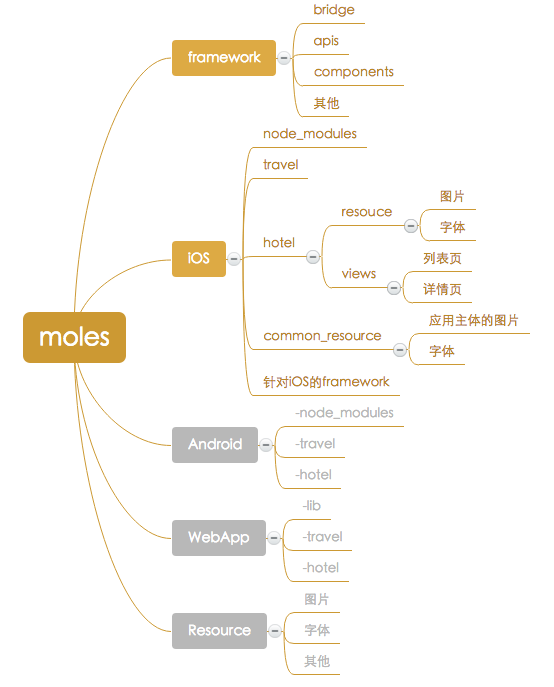 moles
framework
bridge
apis
components
其他
iOS
node_modules
travel
hotel
resouce
图片
字体
views
列表页
详情页
common_resource
应用主体的图片
字体
针对iOS的framework
Android
-node_modules
-travel
-hotel
WebApp
-lib
-travel
-hotel
Resource
图片
字体
其他